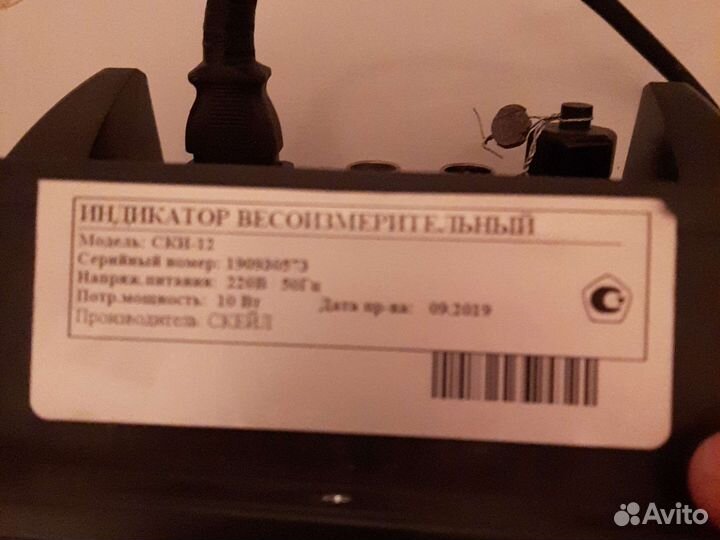 ИНДИКАТОР ВЕСОИЗМЕРИТЕЛЬНЫЙ
Модель: СКИ-12
Серийный номер: 190930573
Напряж.питания: 220В 50Гц
Потр.мощность: 10 Вт Дата пр-ва: 09.2019
Производитель СКЕЙЛ
Avito